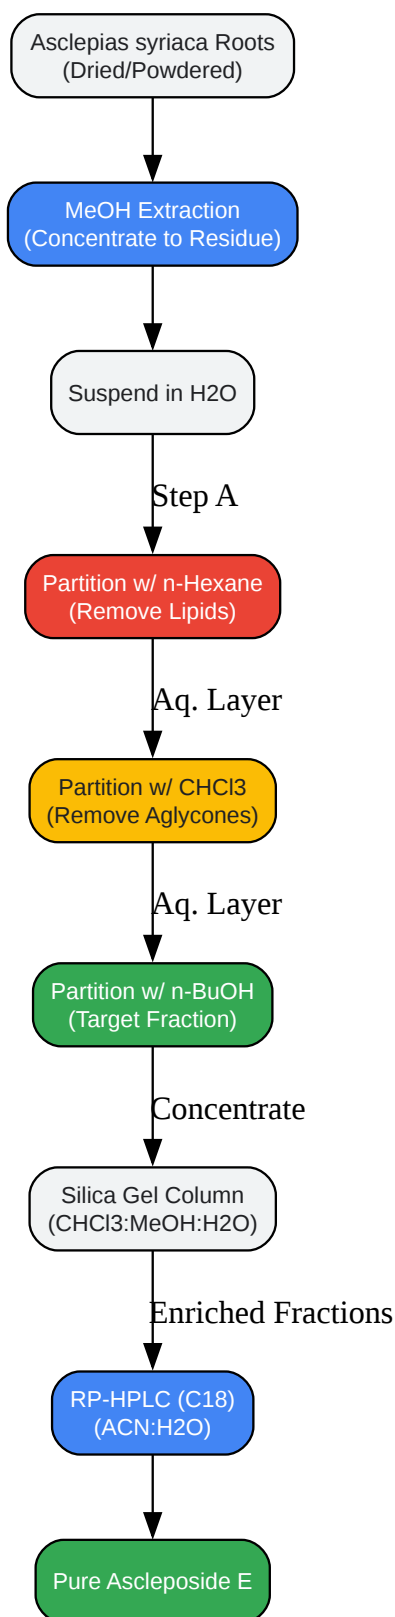 Asclepias syriaca Roots
(Dried/Powdered)
MeOH Extraction
(Concentrate to Residue)
Suspend in H2O
Step A
Partition w/ n-Hexane
(Remove Lipids)
Aq. Layer
Partition w/ CHCl3
(Remove Aglycones)
Aq. Layer
Partition w/ n-BuOH
(Target Fraction)
Concentrate
Silica Gel Column
(CHCl3:MeOH:H2O)
Enriched Fractions
RP-HPLC (C18)
(ACN:H2O)
Pure Ascleposide E